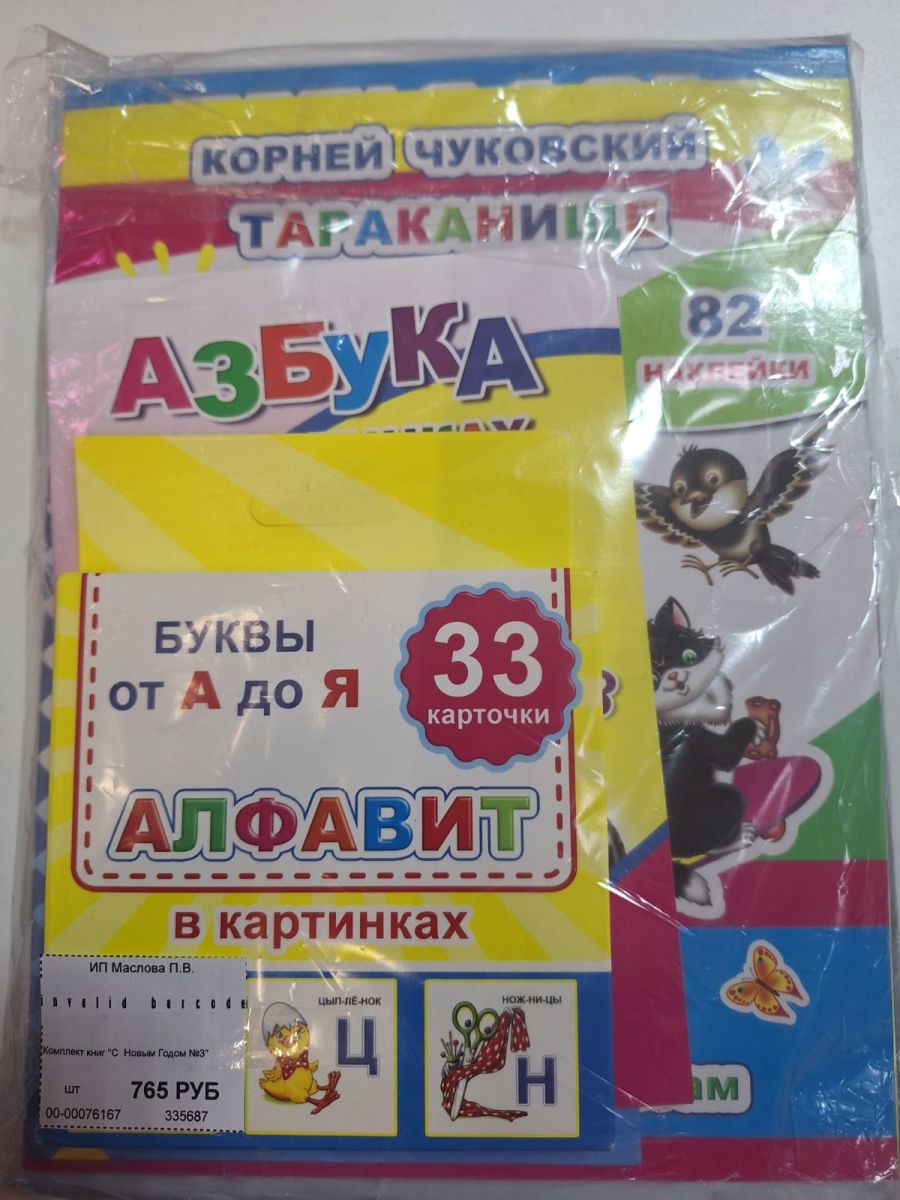 КОРНЕЙ ЧУКОВСКИЙ
ТАРАКАНИЩЕ
АЗБУКА
82
НАКЛЕЙКИ
БУКВЫ
от А до Я
33
карточки
АЛФАВИТ
в картинках
ИП Маслова П.В.
invalid barcode
Комплект книг "С Новым Годом №3"
шт 765 РУБ
00-00076167 335687
ЦЫП-ЛЁ-НОК
Ц
НОЖ-НИ-ЦЫ
Н